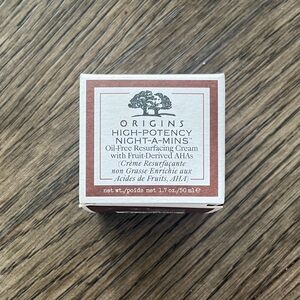 ORIGINS
HIGH-POTENCY
NIGHT-A-MINS™
Oil-Free Resurfacing Cream
with Fruit-Derived AHAs
(Crème Resurfaçante
non Grasse Enrichie aux
Acides de Fruits, AHA)
net wt./poids net 1.7 oz./50 ml ℮